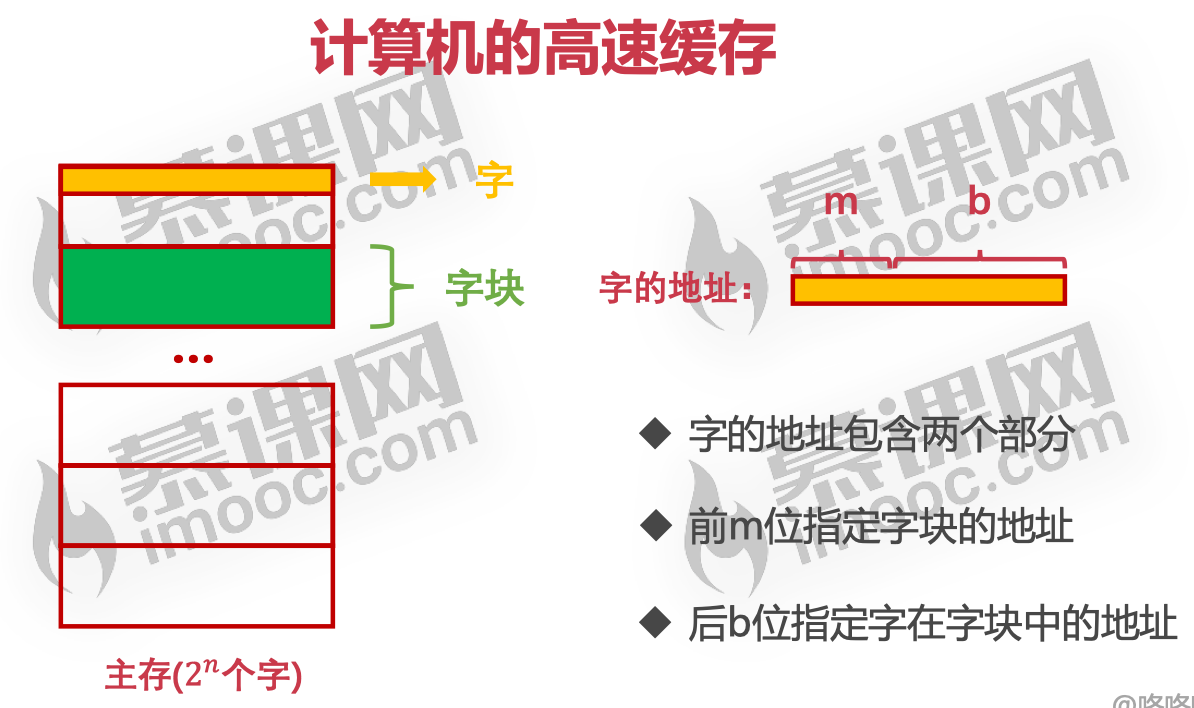 计算机的高速缓存
字
字块
...
主存(2ⁿ个字)
m
b
字的地址：
◆ 字的地址包含两个部分
◆ 前m位指定字块的地址
◆ 后b位指定字在字块中的地址
慕课网
imooc.com
慕课网
imooc.com
慕课网
imooc.com
慕课网
imooc.com